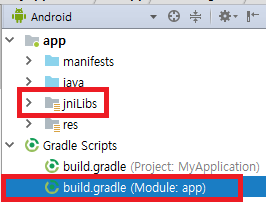 Android
app
manifests
java
jniLibs
res
Gradle Scripts
build.gradle (Project: MyApplication)
build.gradle (Module: app)